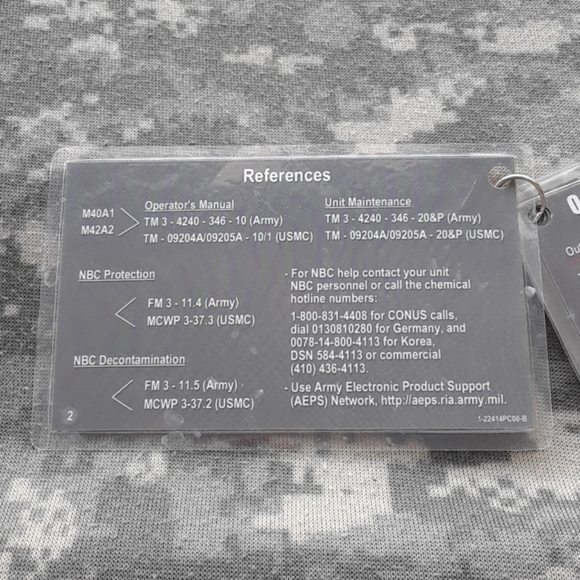 References
M40A1
M42A2
Operator's Manual
TM 3 - 4240 - 346 - 10 (Army)
TM - 09204A/09205A - 10/1 (USMC)
Unit Maintenance
TM 3 - 4240 - 346 - 20&P (Army)
TM - 09204A/09205A - 20&P (USMC)
NBC Protection
FM 3 - 11.4 (Army)
MCWP 3-37.3 (USMC)
NBC Decontamination
FM 3 - 11.5 (Army)
MCWP 3-37.2 (USMC)
- For NBC help contact your unit
NBC personnel or call the chemical
hotline numbers:
1-800-831-4408 for CONUS calls,
dial 0130810280 for Germany, and
0078-14-800-4113 for Korea,
DSN 584-4113 or commercial
(410) 436-4113.
- Use Army Electronic Product Support
(AEPS) Network, http://aeps.ria.army.mil.
2
1-22414PC00-B